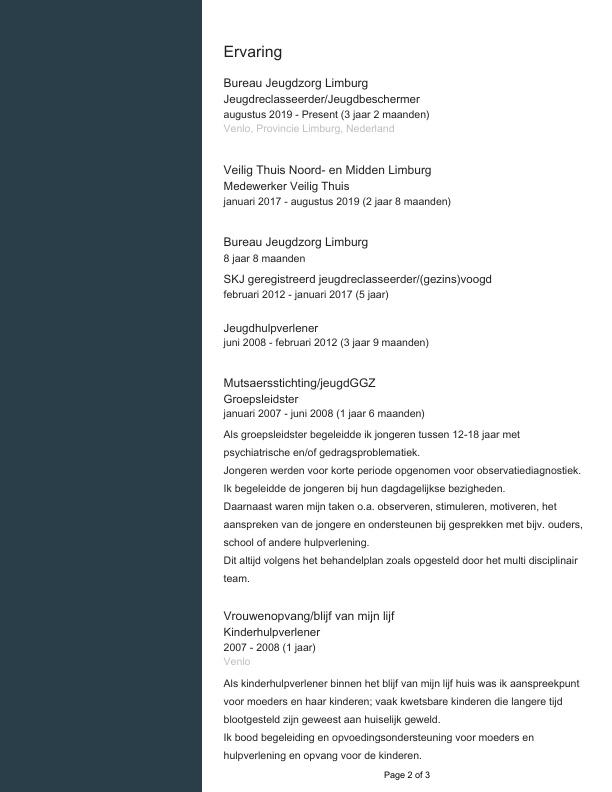 Ervaring
Bureau Jeugdzorg Limburg
Jeugdreclasseerder/Jeugdbeschermer
augustus 2019 - Present (3 jaar 2 maanden)
Venlo, Provincie Limburg, Nederland
Veilig Thuis Noord- en Midden Limburg
Medewerker Veilig Thuis
januari 2017 - augustus 2019 (2 jaar 8 maanden)
Bureau Jeugdzorg Limburg
8 jaar 8 maanden
SKJ geregistreerd jeugdreclasseerder/(gezins)voogd
februari 2012 - januari 2017 (5 jaar)
Jeugdhulpverlener
juni 2008 - februari 2012 (3 jaar 9 maanden)
Mutsaersstichting/jeugdGGZ
Groepsleidster
januari 2007 - juni 2008 (1 jaar 6 maanden)
Als groepsleidster begeleidde ik jongeren tussen 12-18 jaar met
psychiatrische en/of gedragsproblematiek.
Jongeren werden voor korte periode opgenomen voor observatiediagnostiek.
Ik begeleidde de jongeren bij hun dagdagelijkse bezigheden.
Daarnaast waren mijn taken o.a. observeren, stimuleren, motiveren, het
aanspreken van de jongere en ondersteunen bij gesprekken met bijv. ouders,
school of andere hulpverlening.
Dit altijd volgens het behandelplan zoals opgesteld door het multi disciplinair
team.
Vrouwenopvang/blijf van mijn lijf
Kinderhulpverlener
2007 - 2008 (1 jaar)
Venlo
Als kinderhulpverlener binnen het blijf van mijn lijf huis was ik aanspreekpunt
voor moeders en haar kinderen; vaak kwetsbare kinderen die langere tijd
blootgesteld zijn geweest aan huiselijk geweld.
Ik bood begeleiding en opvoedingsondersteuning voor moeders en
hulpverlening en opvang voor de kinderen.
Page 2 of 3